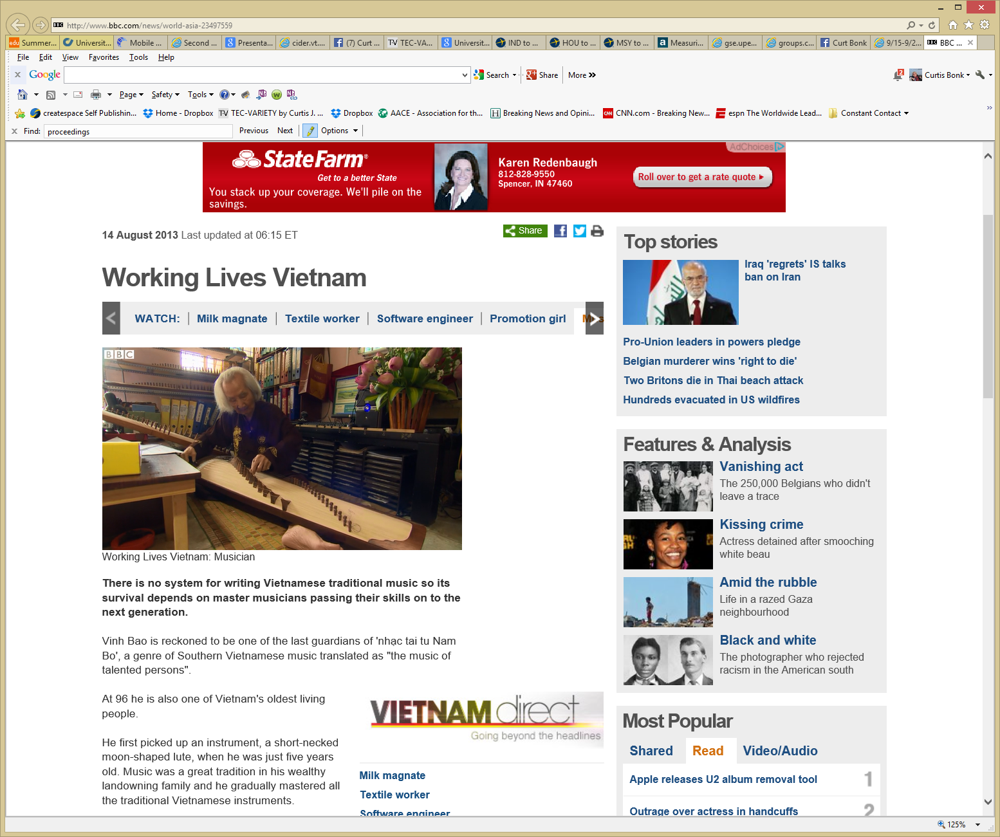 http://www.bbc.com/news/world-asia-23497559
Summer...
Universit...
Mobile ...
Second ...
Presenta...
cider.vt....
(7) Curt ...
TEC-VA...
Universit...
IND to ...
HOU to ...
MSY to ...
Measuri...
gse.upe...
groups.c...
Curt Bonk
9/15-9/2...
BBC ...
File Edit View Favorites Tools Help
Google
Search
Share
More
2
Curtis Bonk
Page Safety Tools
createspace Self Publishin...
Home - Dropbox
TEC-VARIETY by Curtis J. ...
Dropbox
AACE - Association for th...
Breaking News and Opini...
CNN.com - Breaking New...
espn The Worldwide Lead...
Constant Contact
Find: proceedings Previous Next Options
StateFarm®
Get to a better State
You stack up your coverage. We'll pile on the
savings.
Karen Redenbaugh
812-828-9550
Spencer, IN 47460
AdChoices
Roll over to get a rate quote
14 August 2013 Last updated at 06:15 ET
Share
Working Lives Vietnam
WATCH: Milk magnate Textile worker Software engineer Promotion girl
BBC
Working Lives Vietnam: Musician
There is no system for writing Vietnamese traditional music so its
survival depends on master musicians passing their skills on to the
next generation.
Vinh Bao is reckoned to be one of the last guardians of 'nhạc tai tu Nam
Bo', a genre of Southern Vietnamese music translated as "the music of
talented persons".
At 96 he is also one of Vietnam's oldest living
people.
He first picked up an instrument, a short-necked
moon-shaped lute, when he was just five years
old. Music was a great tradition in his wealthy
landowning family and he gradually mastered all
the traditional Vietnamese instruments.
VIETNAM direct
Going beyond the headlines
Milk magnate
Textile worker
Software engineer
Top stories
Iraq 'regrets' IS talks
ban on Iran
Pro-Union leaders in powers pledge
Belgian murderer wins 'right to die'
Two Britons die in Thai beach attack
Hundreds evacuated in US wildfires
Features & Analysis
Vanishing act
The 250,000 Belgians who didn't
leave a trace
Kissing crime
Actress detained after smooching
white beau
Amid the rubble
Life in a razed Gaza
neighbourhood
Black and white
The photographer who rejected
racism in the American south
Most Popular
Shared Read Video/Audio
Apple releases U2 album removal tool 1
Outrage over actress in handcuffs 2
125%